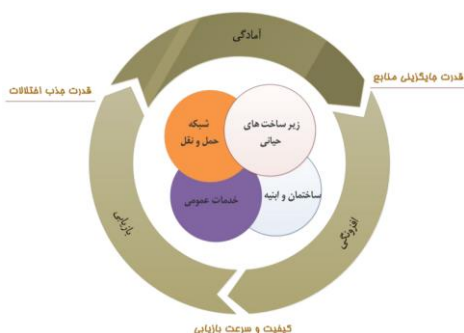 آمادگی
قدرت جایگزینی منابع
قدرت جذب اختلالات
زیر ساخت های
حیاتی
شبکه
حمل و نقل
ساختمان و ابنیه
خدمات عمومی
افزونگی
بازیابی
کیفیت و سرعت بازیابی